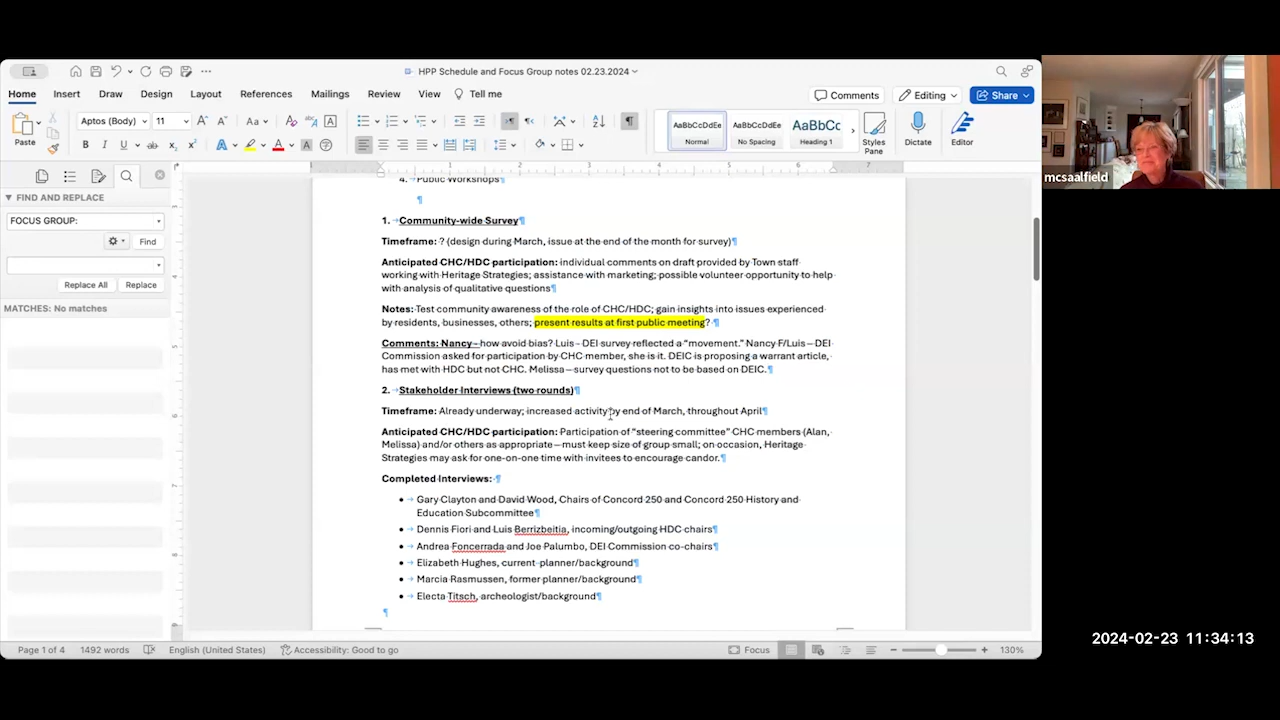 HPP Schedule and Focus Group notes 02.23.2024
Home Insert Draw Design Layout References Mailings Review View Tell me
Comments Editing Share
Paste
Aptos (Body) 11
AaBbCcDdEe AaBbCcDdEe AaBbCc
Normal No Spacing Heading 1
Styles Pane
Dictate
Editor
mcsaalfield
FIND AND REPLACE
FOCUS GROUP:
Find
Replace All Replace
MATCHES: No matches
4. Public Workshops
1. Community-wide Survey
Timeframe: ? (design during March, issue at the end of the month for survey)
Anticipated CHC/HDC participation: individual comments on draft provided by Town staff
working with Heritage Strategies; assistance with marketing; possible volunteer opportunity to help
with analysis of qualitative questions
Notes: Test community awareness of the role of CHC/HDC; gain insights into issues experienced
by residents, businesses, others; present results at first public meeting?
Comments: Nancy – how avoid bias? Luis – DEI survey reflected a “movement.” Nancy F/Luis – DEI
Commission asked for participation by CHC member, she is it. DEIC is proposing a warrant article,
has met with HDC but not CHC. Melissa – survey questions not to be based on DEIC.
2. Stakeholder Interviews (two rounds)
Timeframe: Already underway; increased activity by end of March, throughout April
Anticipated CHC/HDC participation: Participation of “steering committee” CHC members (Alan,
Melissa) and/or others as appropriate – must keep size of group small; on occasion, Heritage
Strategies may ask for one-on-one time with invitees to encourage candor.
Completed Interviews:
• Gary Clayton and David Wood, Chairs of Concord 250 and Concord 250 History and
Education Subcommittee
• Dennis Fiori and Luis Berrizbeitia, incoming/outgoing HDC chairs
• Andrea Foncerrada and Joe Palumbo, DEI Commission co-chairs
• Elizabeth Hughes, current planner/background
• Marcia Rasmussen, former planner/background
• Electa Titsch, archeologist/background
Page 1 of 4 1492 words English (United States) Accessibility: Good to go Focus 130%
2024-02-23 11:34:13